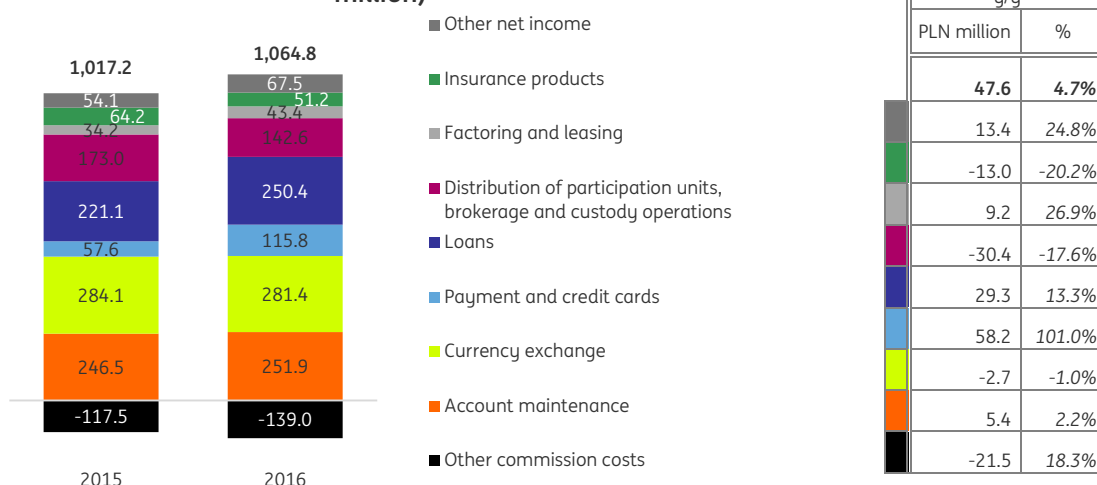 1,017.2
54.1
64.2
34.2
173.0
221.1
57.6
284.1
246.5
-117.5
2015
1,064.8
67.5
51.2
43.4
142.6
250.4
115.8
281.4
251.9
-139.0
2016
Other net income
Insurance products
Factoring and leasing
Distribution of participation units,
brokerage and custody operations
Loans
Payment and credit cards
Currency exchange
Account maintenance
Other commission costs
PLN million %
47.6 4.7%
13.4 24.8%
-13.0 -20.2%
9.2 26.9%
-30.4 -17.6%
29.3 13.3%
58.2 101.0%
-2.7 -1.0%
5.4 2.2%
-21.5 18.3%